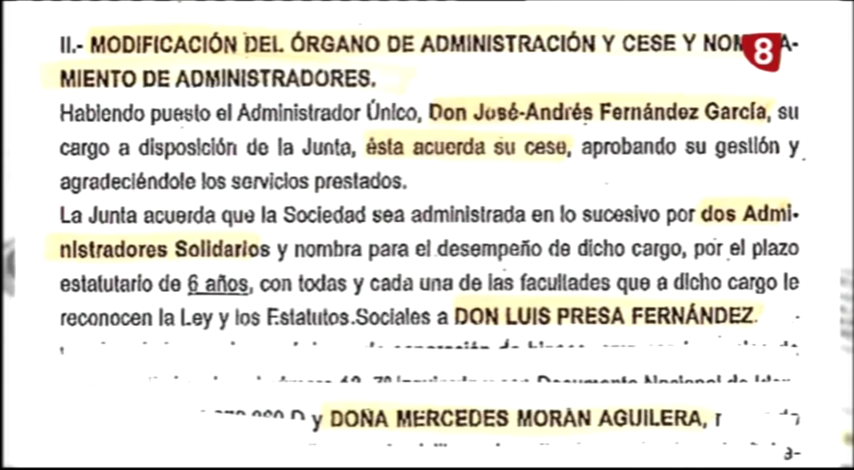 II.- MODIFICACIÓN DEL ÓRGANO DE ADMINISTRACIÓN Y CESE Y NOM A-
8
MIENTO DE ADMINISTRADORES.
Habiendo puesto el Administrador Único, Don José-Andrés Fernández García, su
cargo a disposición de la Junta, ésta acuerda su cese, aprobando su gestión y
agradeciéndole los servicios prestados.
La Junta acuerda que la Sociedad sea administrada en lo sucesivo por dos Admi-
nistradores Solidarios y nombra para el desempeño de dicho cargo, por el plazo
estatutario de 6 años, con todas y cada una de las facultades que a dicho cargo le
reconocen la Ley y los Estatutos.Sociales a DON LUIS PRESA FERNÁNDEZ.
y DOÑA MERCEDES MORÁN AGUILERA,